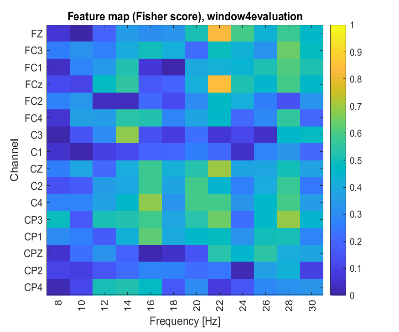 Feature map (Fisher score), window4evaluation
FZ
FC3
FC1
FCz
FC2
FC4
C3
C1
CZ
C2
C4
CP3
CP1
CPZ
CP2
CP4
Channel
8 10 12 14 16 18 20 22 24 26 28 30
Frequency [Hz]
1
0.9
0.8
0.7
0.6
0.5
0.4
0.3
0.2
0.1
0